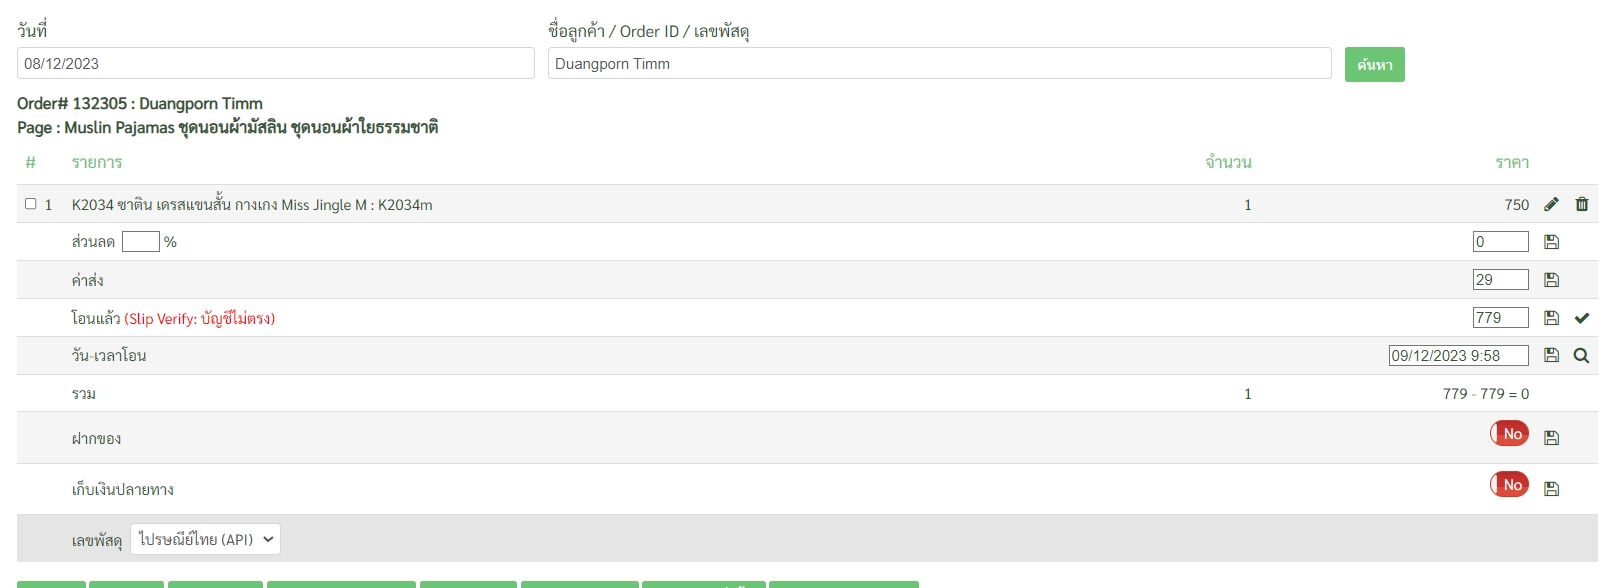 วันที่ ชื่อลูกค้า / Order ID / เลขพัสดุ
08/12/2023 Duangporn Timm ค้นหา
Order# 132305 : Duangporn Timm
Page : Muslin Pajamas ชุดนอนผ้ามัสลิน ชุดนอนผ้าใยธรรมชาติ
# รายการ จำนวน ราคา
1 K2034 ซาติน เดรสแขนสั้น กางเกง Miss Jingle M : K2034m 1 750
ส่วนลด % 0
ค่าส่ง 29
โอนแล้ว (Slip Verify: บัญชีไม่ตรง) 779
วัน-เวลาโอน 09/12/2023 9:58
รวม 1 779 - 779 = 0
ฝากของ No
เก็บเงินปลายทาง No
เลขพัสดุ ไปรษณีย์ไทย (API)